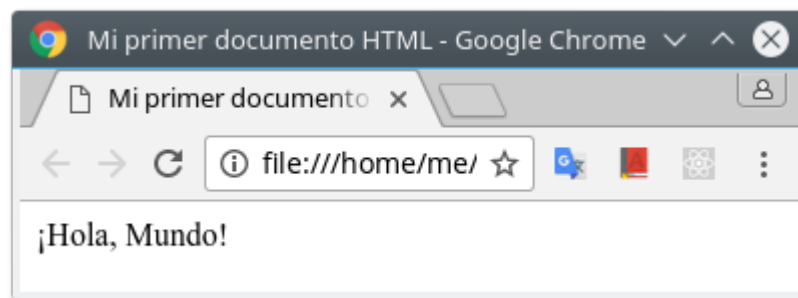 Mi primer documento HTML - Google Chrome
Mi primer documento
file:///home/me/
¡Hola, Mundo!